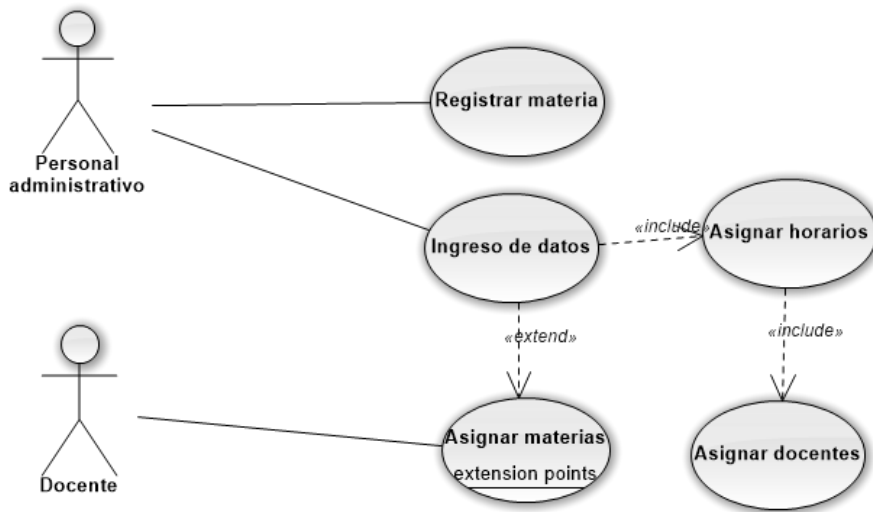 Registrar materia
Personal
administrativo
Ingreso de datos
«include»
Asignar horarios
«extend»
«include»
Docente
Asignar materias
extension points
Asignar docentes